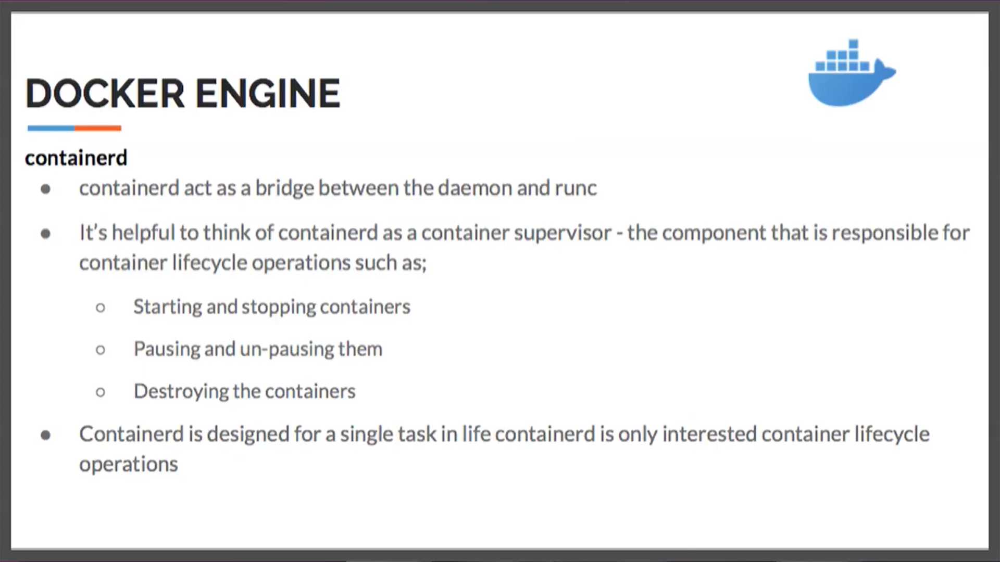 DOCKER ENGINE
containerd
● containerd act as a bridge between the daemon and runc
● It’s helpful to think of containerd as a container supervisor - the component that is responsible for
container lifecycle operations such as;
○ Starting and stopping containers
○ Pausing and un-pausing them
○ Destroying the containers
● Containerd is designed for a single task in life containerd is only interested container lifecycle
operations